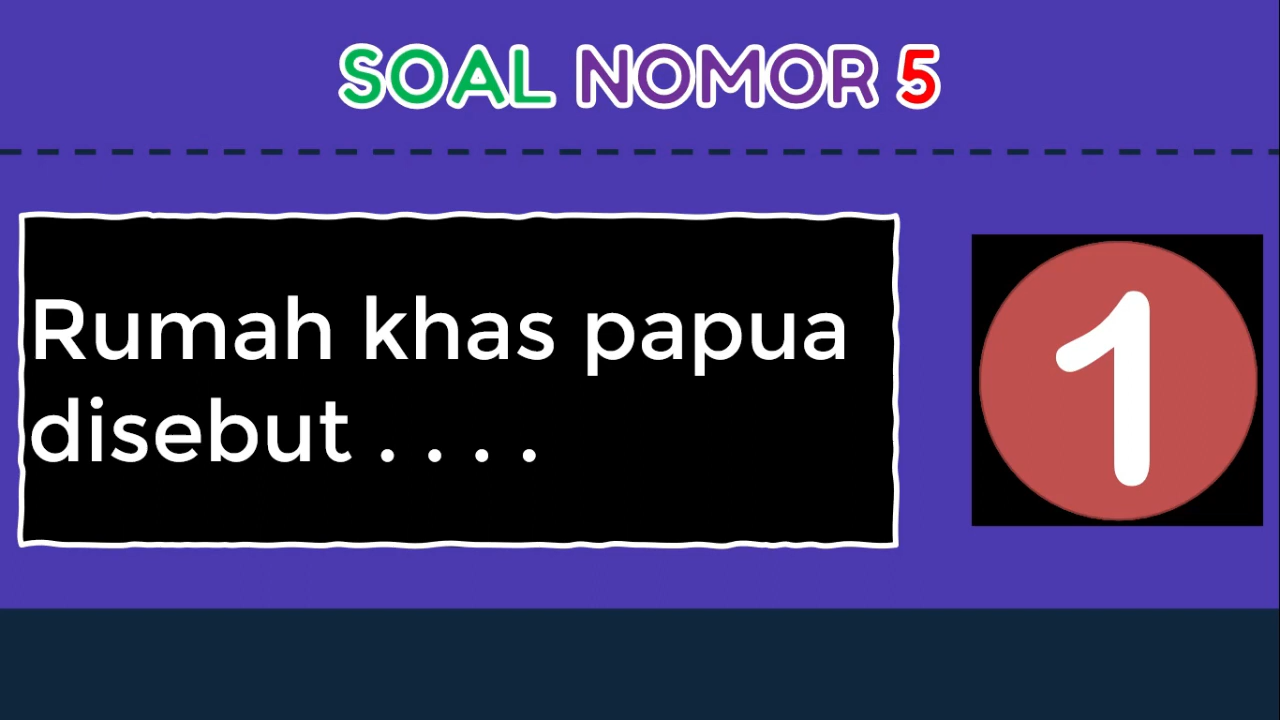 SOAL NOMOR 5
Rumah khas papua
disebut . . . .
1